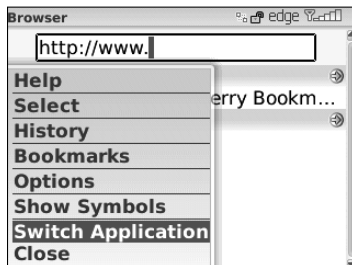 Browser edge
http://www.
Help
Select
erry Bookm...
History
Bookmarks
Options
Show Symbols
Switch Application
Close